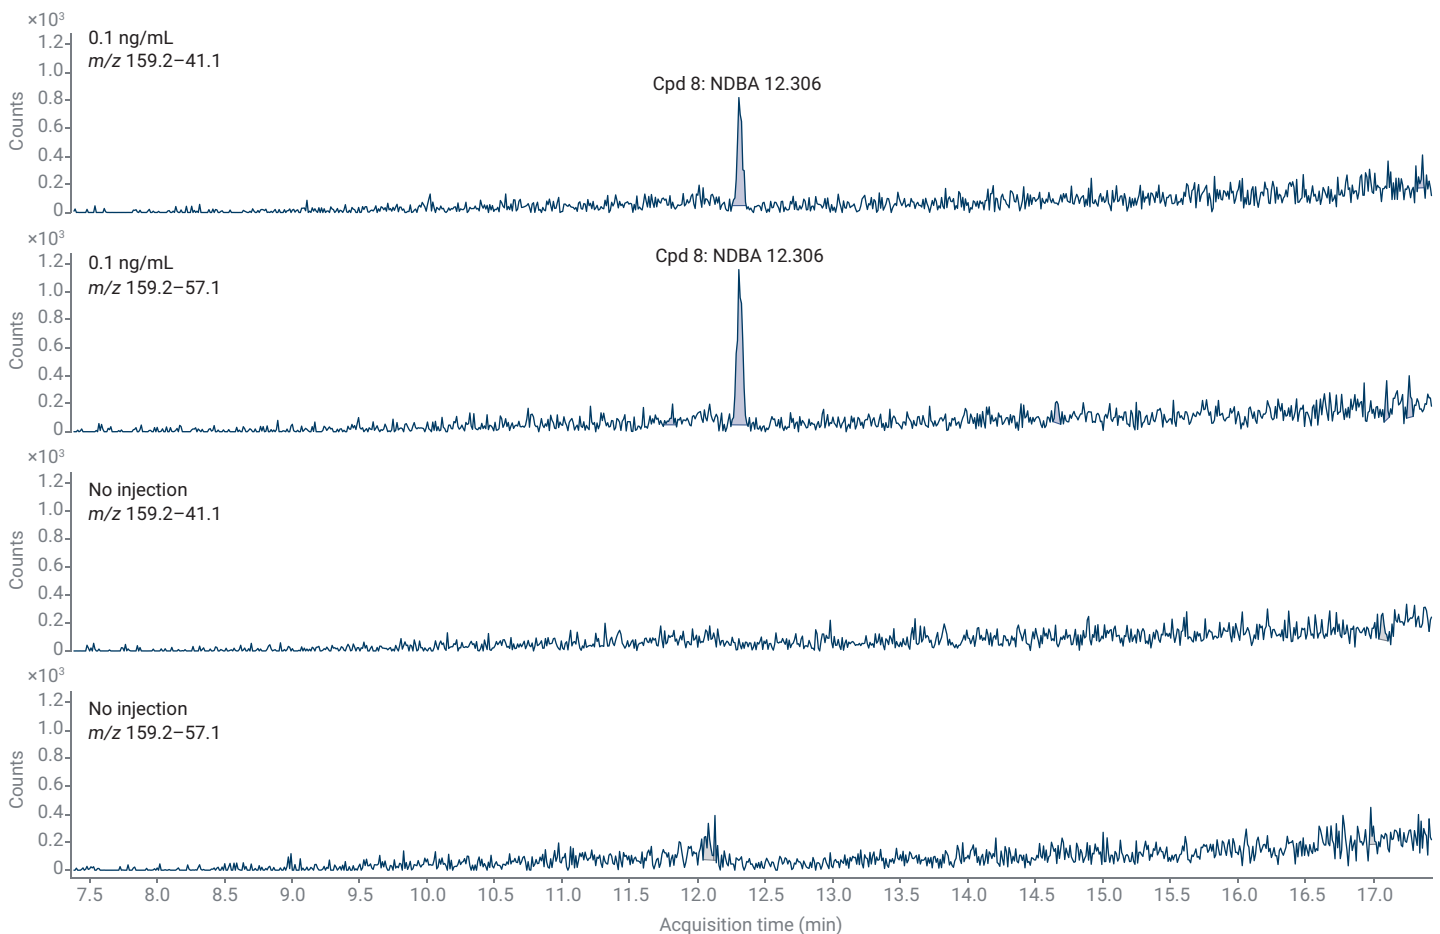 ×10³
0.1 ng/mL
m/z 159.2–41.1
Cpd 8: NDBA 12.306
Counts
1.2
1.0
0.8
0.6
0.4
0.2
0
×10³
0.1 ng/mL
m/z 159.2–57.1
Cpd 8: NDBA 12.306
Counts
1.2
1.0
0.8
0.6
0.4
0.2
0
×10³
No injection
m/z 159.2–41.1
Counts
1.2
1.0
0.8
0.6
0.4
0.2
0
×10³
No injection
m/z 159.2–57.1
Counts
1.2
1.0
0.8
0.6
0.4
0.2
0
7.5 8.0 8.5 9.0 9.5 10.0 10.5 11.0 11.5 12.0 12.5 13.0 13.5 14.0 14.5 15.0 15.5 16.0 16.5 17.0
Acquisition time (min)